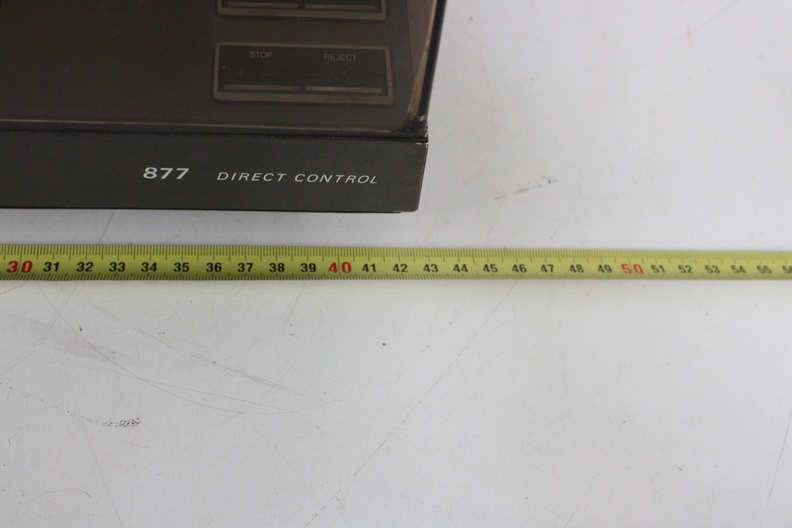 STOP REJECT
877 DIRECT CONTROL
30 31 32 33 34 35 36 37 38 39 40 41 42 43 44 45 46 47 48 49 50 51 52 53 54 55